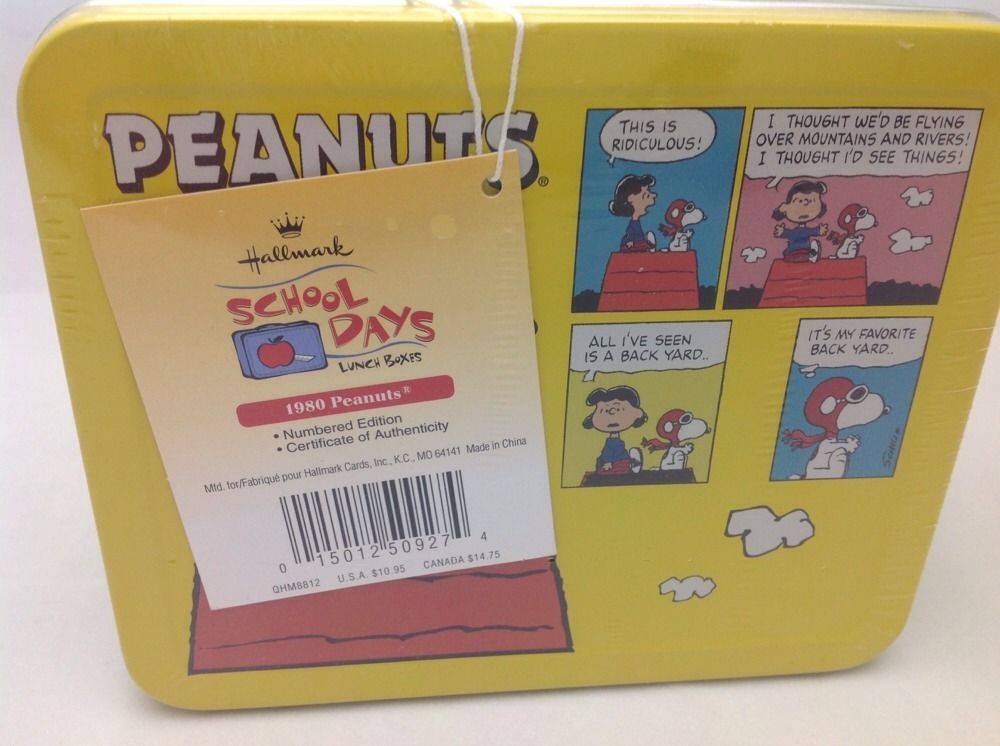 PEANUTS®
Hallmark
SCHOOL
DAYS
LUNCH BOXES
1980 Peanuts®
• Numbered Edition
• Certificate of Authenticity
Mfd. for/Fabriqué pour Hallmark Cards, Inc., K.C., MO 64141 Made in China
0 15012 50927 4
QHM8812 U.S.A. $10.95 CANADA $14.75
THIS IS
RIDICULOUS!
I THOUGHT WE'D BE FLYING
OVER MOUNTAINS AND RIVERS!
I THOUGHT I'D SEE THINGS!
ALL I'VE SEEN
IS A BACK YARD..
IT'S MY FAVORITE
BACK YARD..
SCHULZ